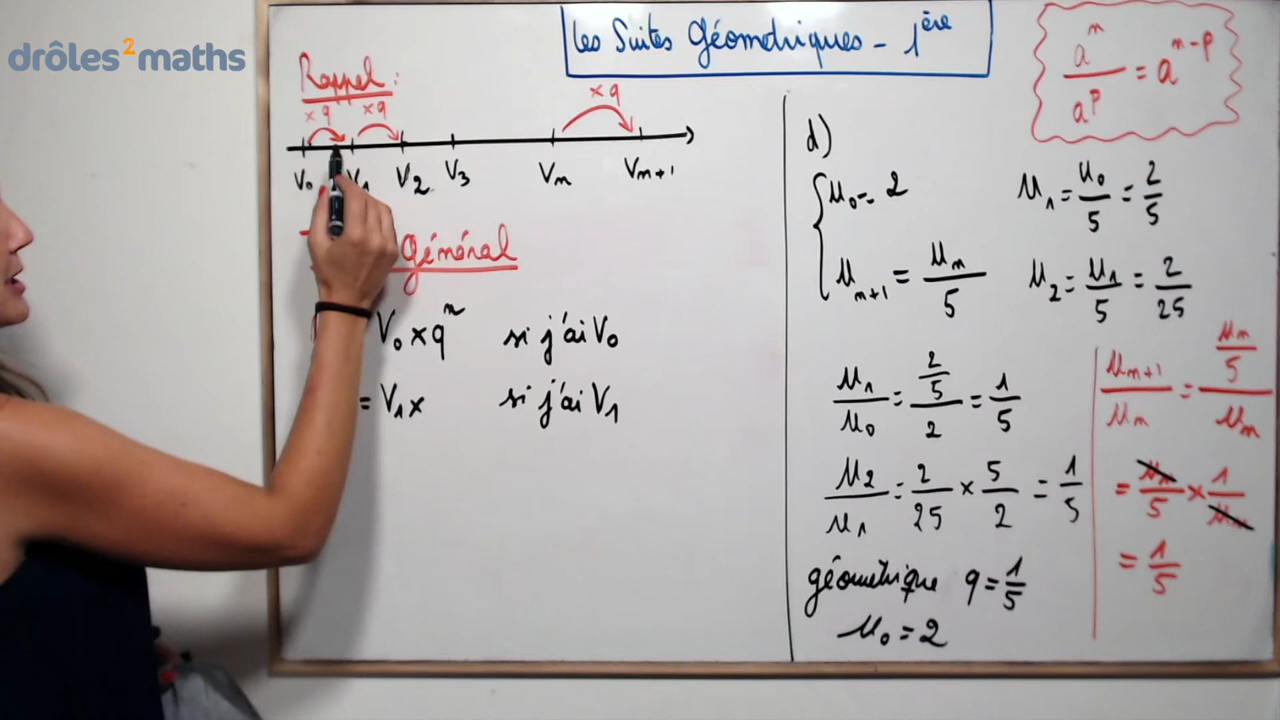 drôles2maths
Les Suites Géométriques - 1ère
Rappel:
×q ×q ×q
V₀ V₁ V₂ V₃ Vₙ Vₙ₊₁
général
V₀ × qⁿ si j'ai V₀
= V₁ × si j'ai V₁
aⁿ/aᵖ = aⁿ⁻ᵖ
d)
{ u₀ = 2
uₙ₊₁ = uₙ/5
u₁ = u₀/5 = 2/5
u₂ = u₁/5 = 2/25
u₁/u₀ = (2/5)/2 = 1/5
u₂/u₁ = 2/25 × 5/2 = 1/5
géométrique q = 1/5
u₀ = 2
uₙ₊₁/uₙ = (uₙ/5)/uₙ
= uₙ/5 × 1/uₙ
= 1/5